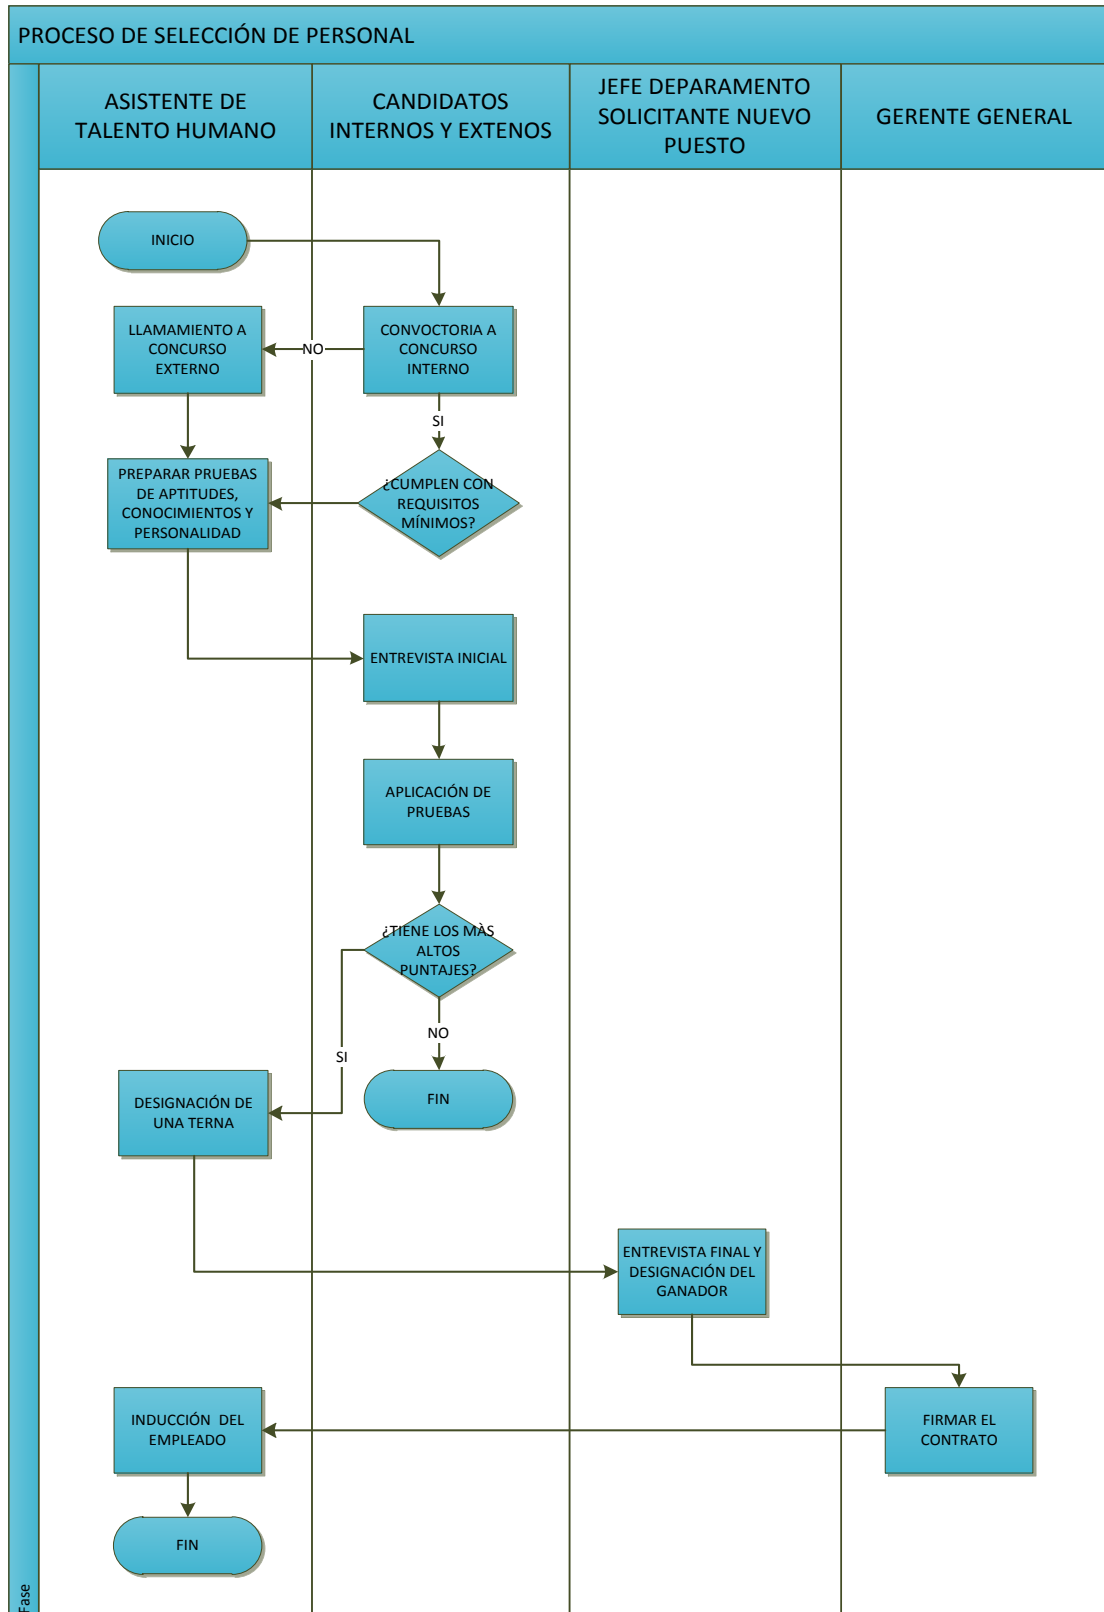 PROCESO DE SELECCIÓN DE PERSONAL
ASISTENTE DE
TALENTO HUMANO
CANDIDATOS
INTERNOS Y EXTENOS
JEFE DEPARAMENTO
SOLICITANTE NUEVO
PUESTO
GERENTE GENERAL
INICIO
LLAMAMIENTO A
CONCURSO
EXTERNO
NO
CONVOCTORIA A
CONCURSO
INTERNO
SI
PREPARAR PRUEBAS
DE APTITUDES,
CONOCIMIENTOS Y
PERSONALIDAD
¿CUMPLEN CON
REQUISITOS
MÍNIMOS?
ENTREVISTA INICIAL
APLICACIÓN DE
PRUEBAS
¿TIENE LOS MÀS
ALTOS
PUNTAJES?
NO
SI
FIN
DESIGNACIÓN DE
UNA TERNA
ENTREVISTA FINAL Y
DESIGNACIÓN DEL
GANADOR
INDUCCIÓN  DEL
EMPLEADO
FIRMAR EL
CONTRATO
FIN
Fase